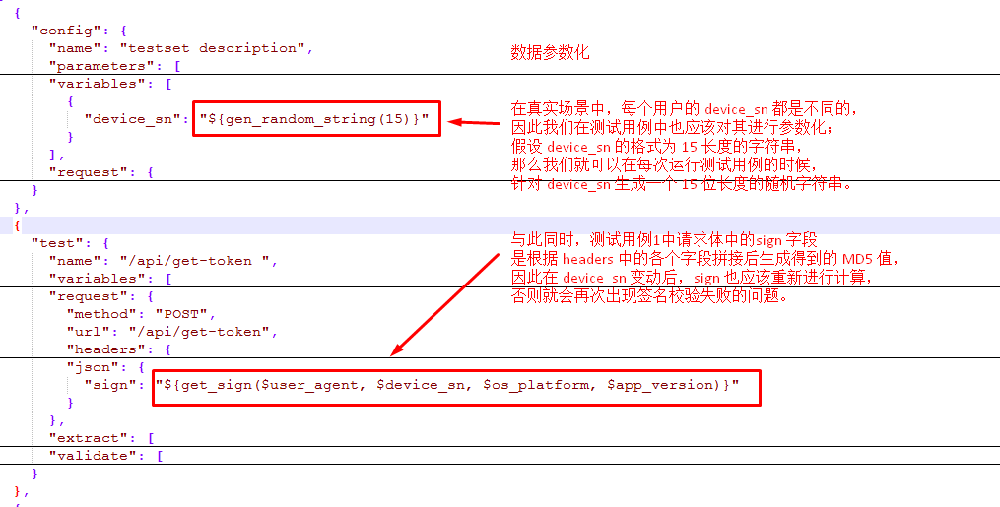 {
"config": {
"name": "testset description",
数据参数化
"parameters": [
"variables": [
{
"device_sn": "${gen_random_string(15)}"
}
],
"request": {
}
},
在真实场景中，每个用户的 device_sn 都是不同的，
因此我们在测试用例中也应该对其进行参数化；
假设 device_sn 的格式为 15 长度的字符串，
那么我们就可以在每次运行测试用例的时候，
针对 device_sn 生成一个 15 位长度的随机字符串。
{
"test": {
"name": "/api/get-token ",
"variables": [
"request": {
"method": "POST",
"url": "/api/get-token",
"headers": {
"json": {
"sign": "${get_sign($user_agent, $device_sn, $os_platform, $app_version)}"
}
},
"extract": [
"validate": [
}
},
{
与此同时，测试用例1中请求体中的sign 字段
是根据 headers 中的各个字段拼接后生成得到的 MD5 值，
因此在 device_sn 变动后，sign 也应该重新进行计算，
否则就会再次出现签名校验失败的问题。